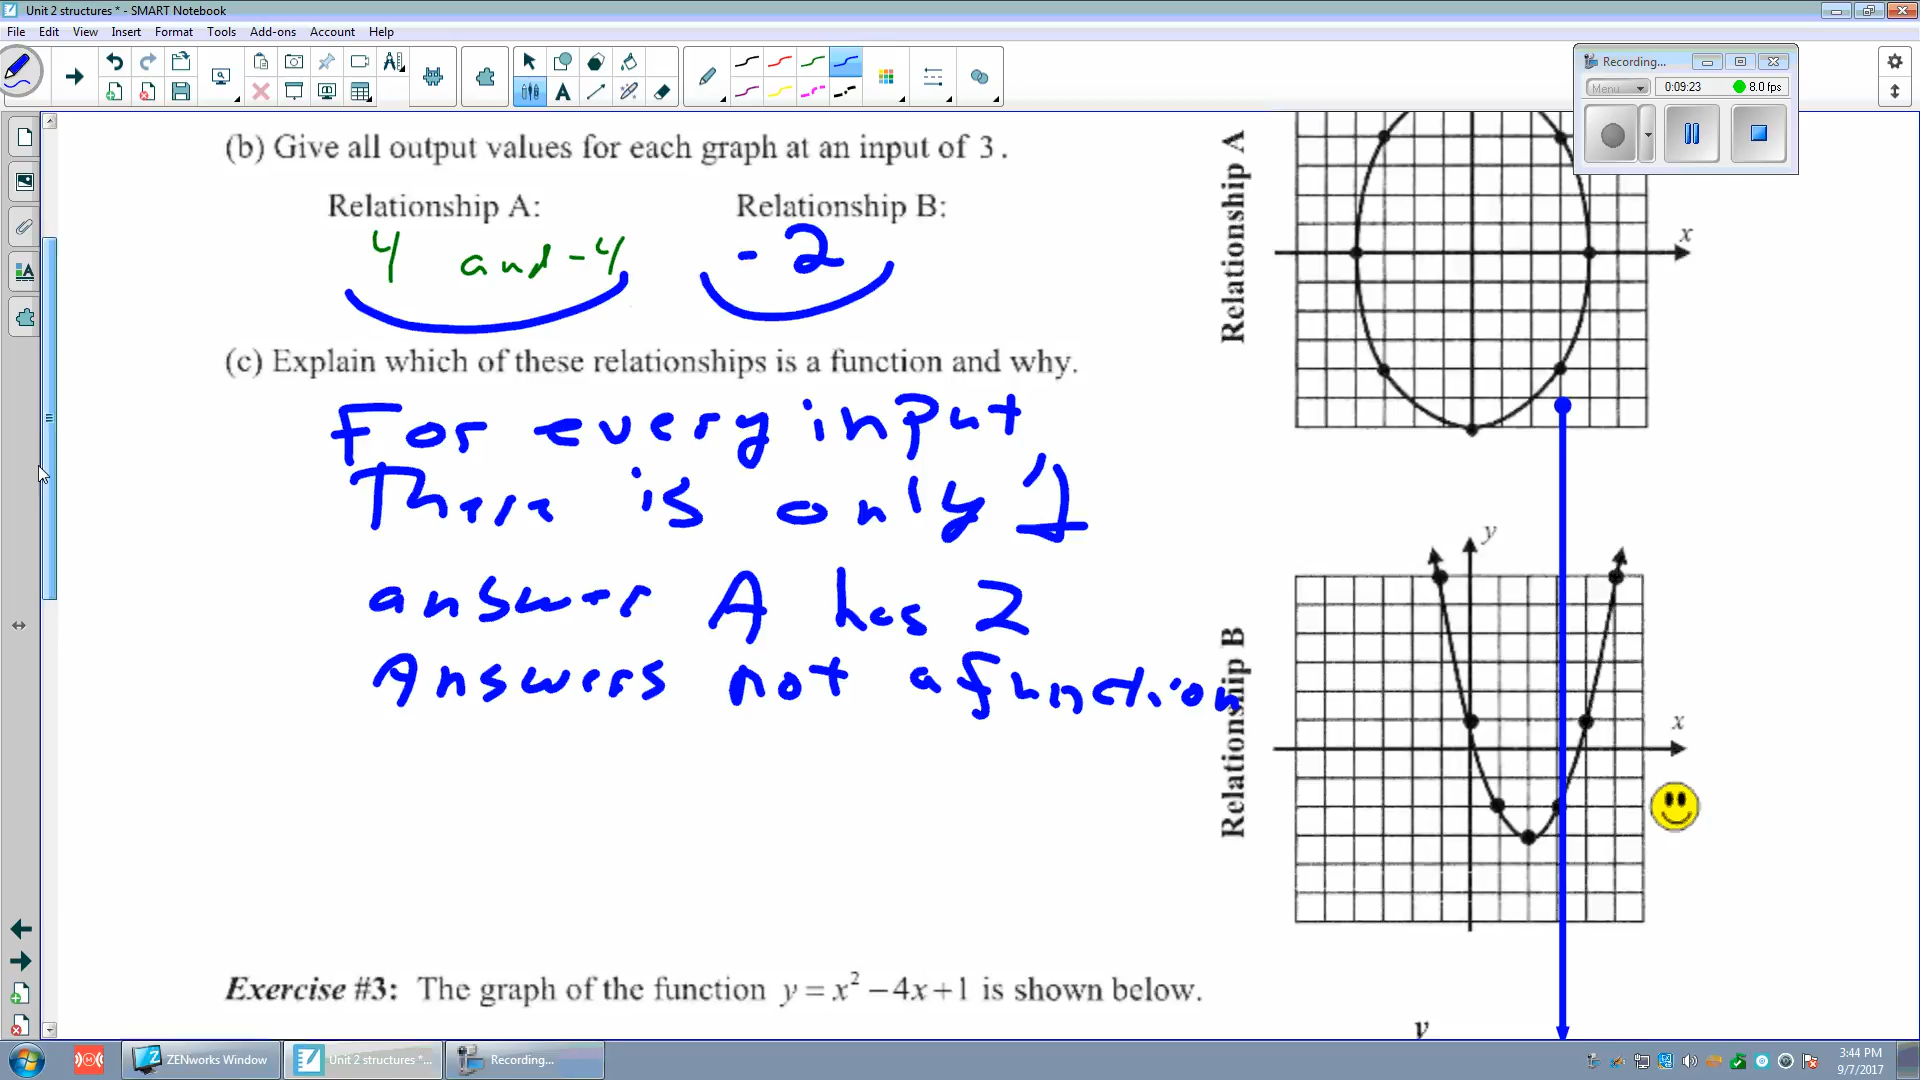 Unit 2 structures * - SMART Notebook
File Edit View Insert Format Tools Add-ons Account Help
Recording...
Menu 0:09:23 8.0 fps
(b) Give all output values for each graph at an input of 3.
Relationship A: Relationship B:
4 and -4 -2
(c) Explain which of these relationships is a function and why.
For every input
There is only 1
answer A has 2
Answers not a function
Relationship A
x
y
Relationship B
x
Exercise #3: The graph of the function y = x² − 4x + 1 is shown below.
y
ZENworks Window Unit 2 structures *... Recording...
3:44 PM
9/7/2017